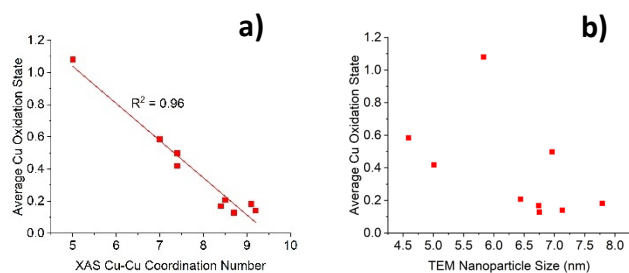 a)
Average Cu Oxidation State
1.2
1.0
0.8
0.6
0.4
0.2
0.0
R² = 0.96
5 6 7 8 9 10
XAS Cu-Cu Coordination Number
b)
Average Cu Oxidation State
1.2
1.0
0.8
0.6
0.4
0.2
0.0
4.5 5.0 5.5 6.0 6.5 7.0 7.5 8.0
TEM Nanoparticle Size (nm)